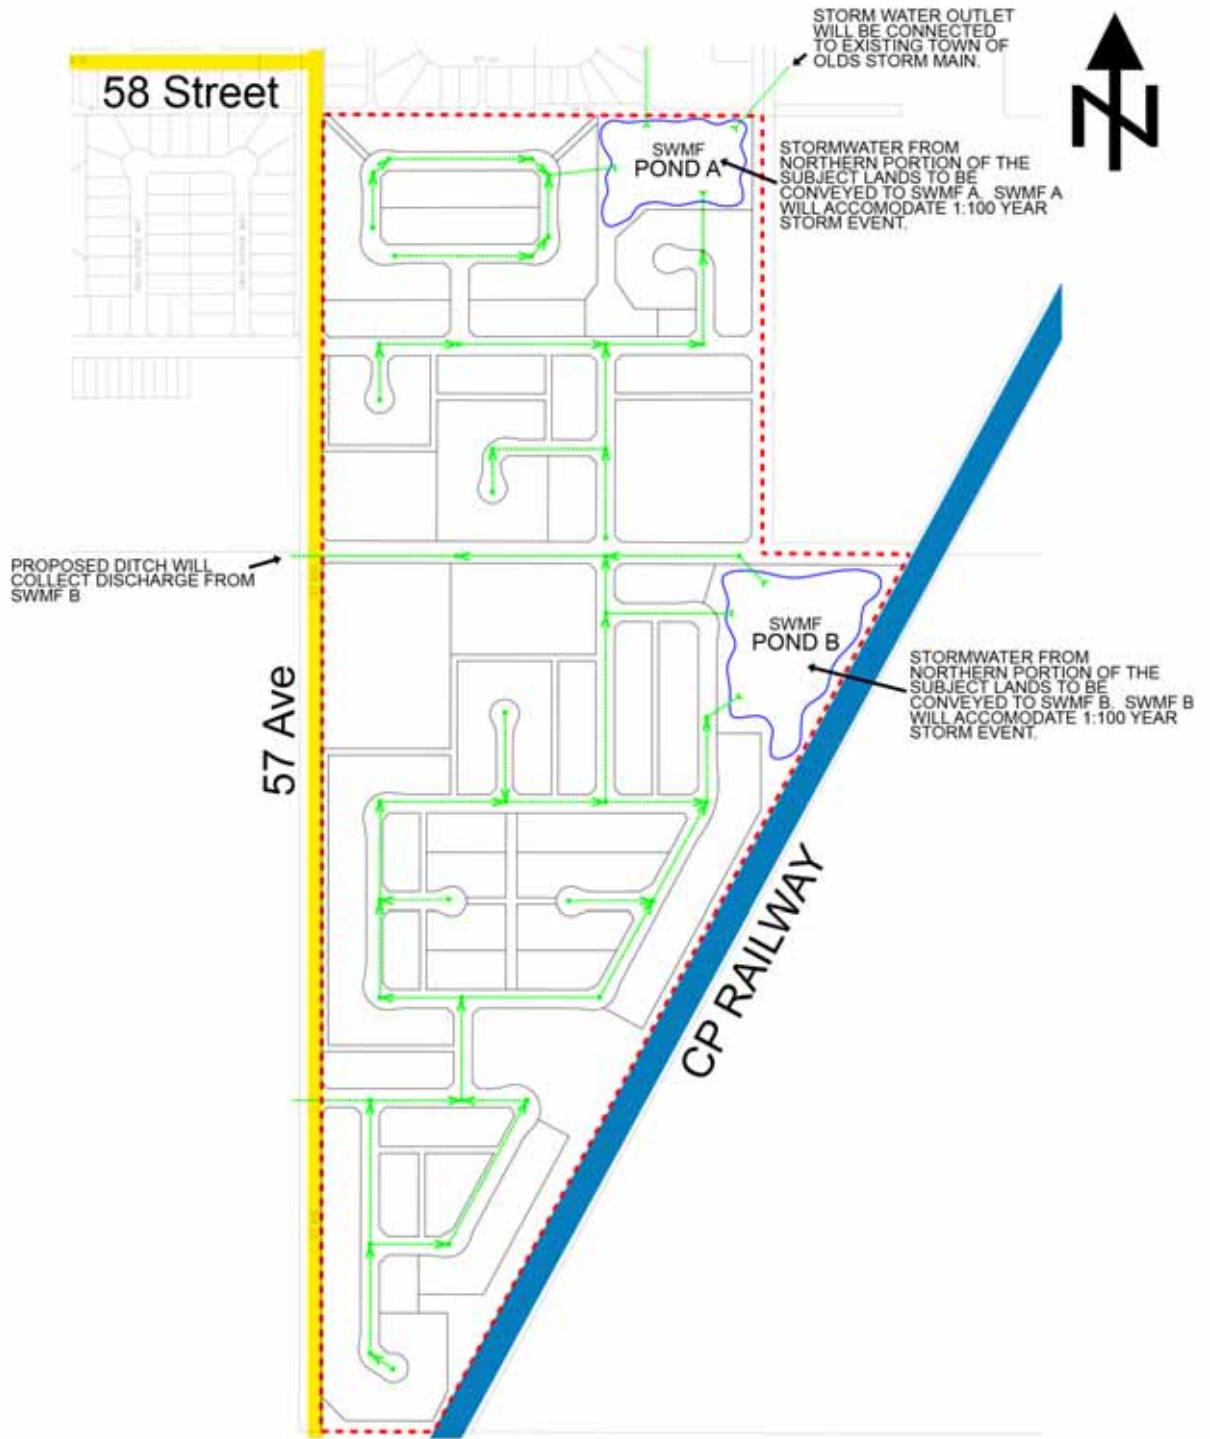 STORM WATER OUTLET
WILL BE CONNECTED
TO EXISTING TOWN OF
OLDS STORM MAIN.
58 Street
N
SWMF
POND A
STORMWATER FROM
NORTHERN PORTION OF THE
SUBJECT LANDS TO BE
CONVEYED TO SWMF A. SWMF A
WILL ACCOMODATE 1:100 YEAR
STORM EVENT.
PROPOSED DITCH WILL
COLLECT DISCHARGE FROM
SWMF B
SWMF
POND B
STORMWATER FROM
NORTHERN PORTION OF THE
SUBJECT LANDS TO BE
CONVEYED TO SWMF B. SWMF B
WILL ACCOMODATE 1:100 YEAR
STORM EVENT.
57 Ave
CP RAILWAY